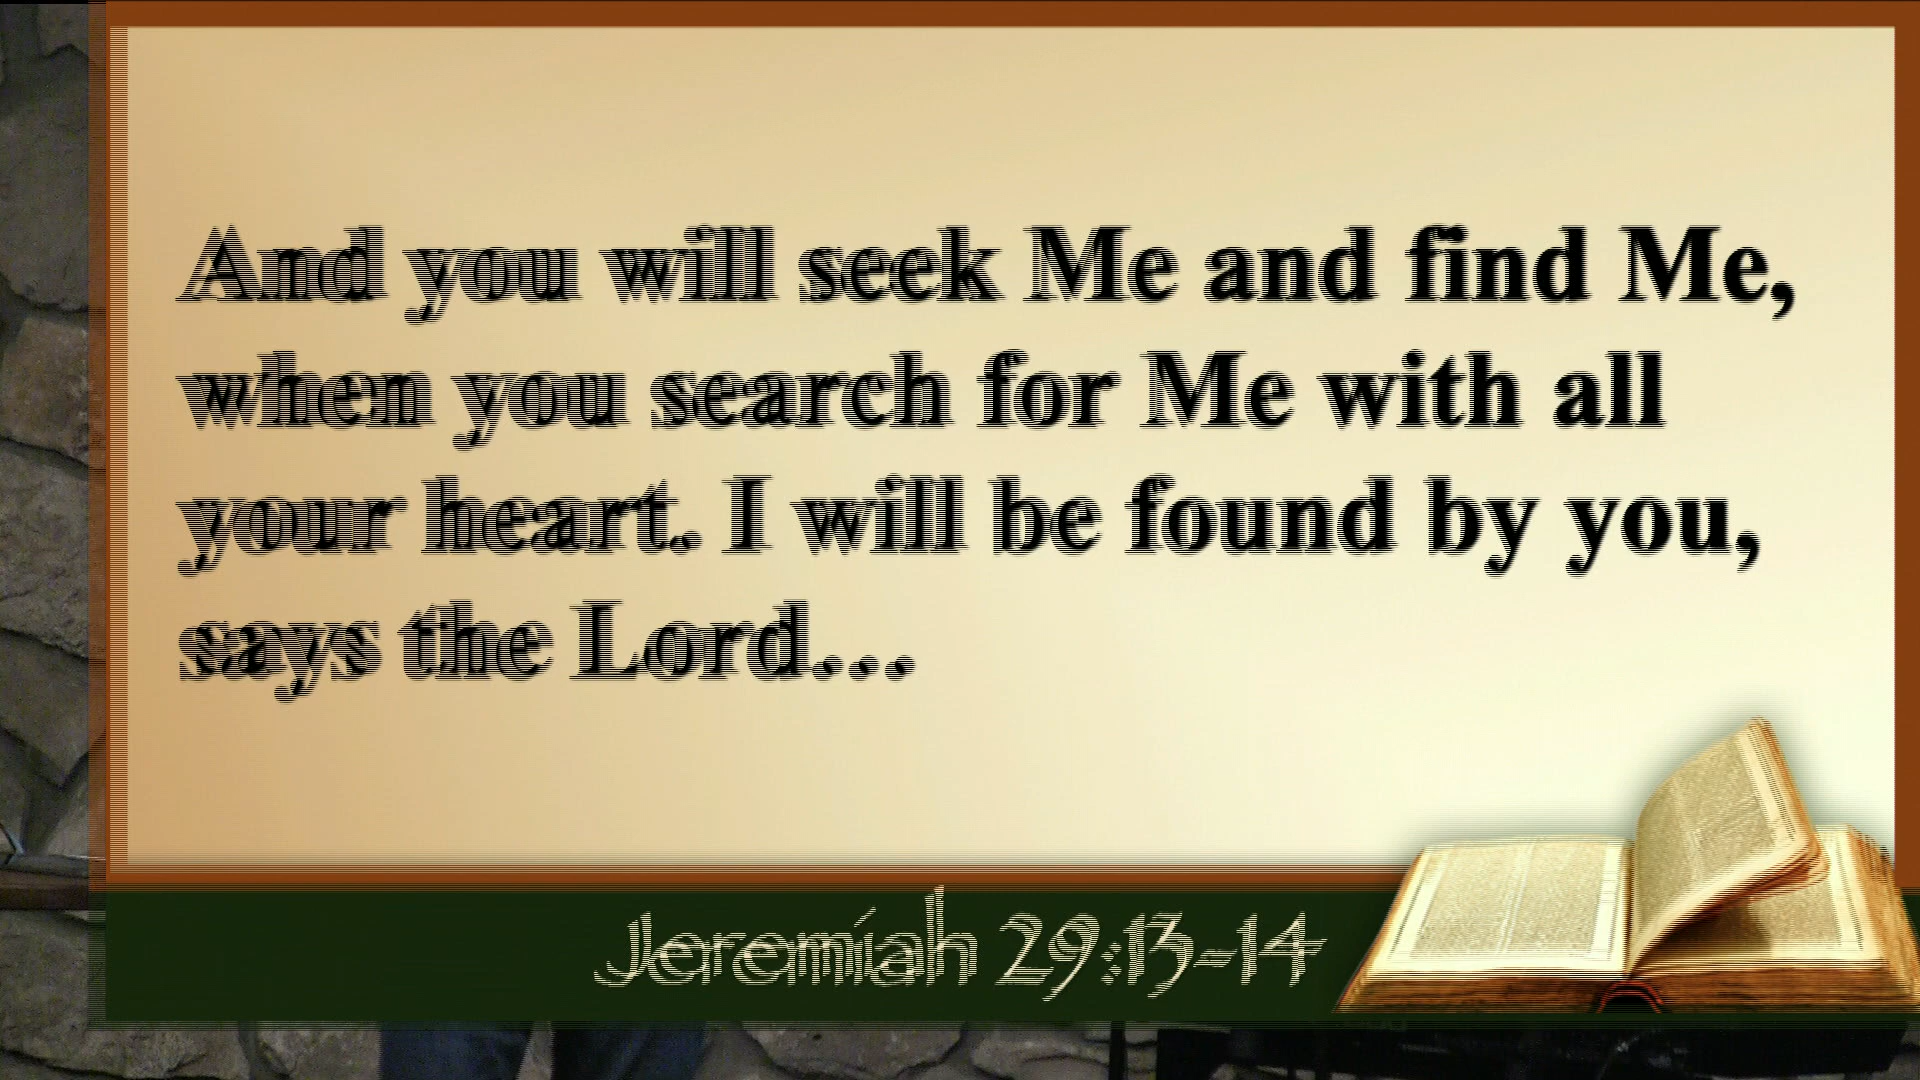 And you will seek Me and find Me,
when you search for Me with all
your heart. I will be found by you,
says the Lord...
Jeremiah 29:13-14